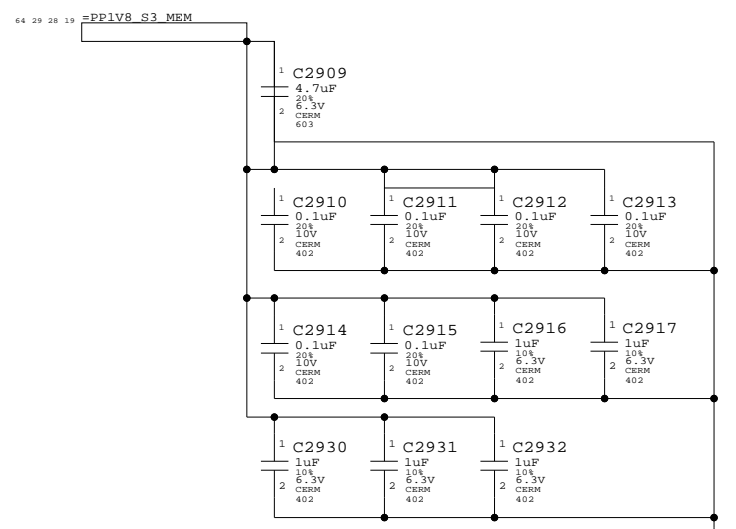 64 29 28 19 =PP1V8_S3_MEM
1 C2909
4.7uF
20%
6.3V
2 CERM
603
1 C2910
0.1uF
20%
10V
2 CERM
402
1 C2911
0.1uF
20%
10V
2 CERM
402
1 C2912
0.1uF
20%
10V
2 CERM
402
1 C2913
0.1uF
20%
10V
2 CERM
402
1 C2914
0.1uF
20%
10V
2 CERM
402
1 C2915
0.1uF
20%
10V
2 CERM
402
1 C2916
1uF
10%
6.3V
2 CERM
402
1 C2917
1uF
10%
6.3V
2 CERM
402
1 C2930
1uF
10%
6.3V
2 CERM
402
1 C2931
1uF
10%
6.3V
2 CERM
402
1 C2932
1uF
10%
6.3V
2 CERM
402